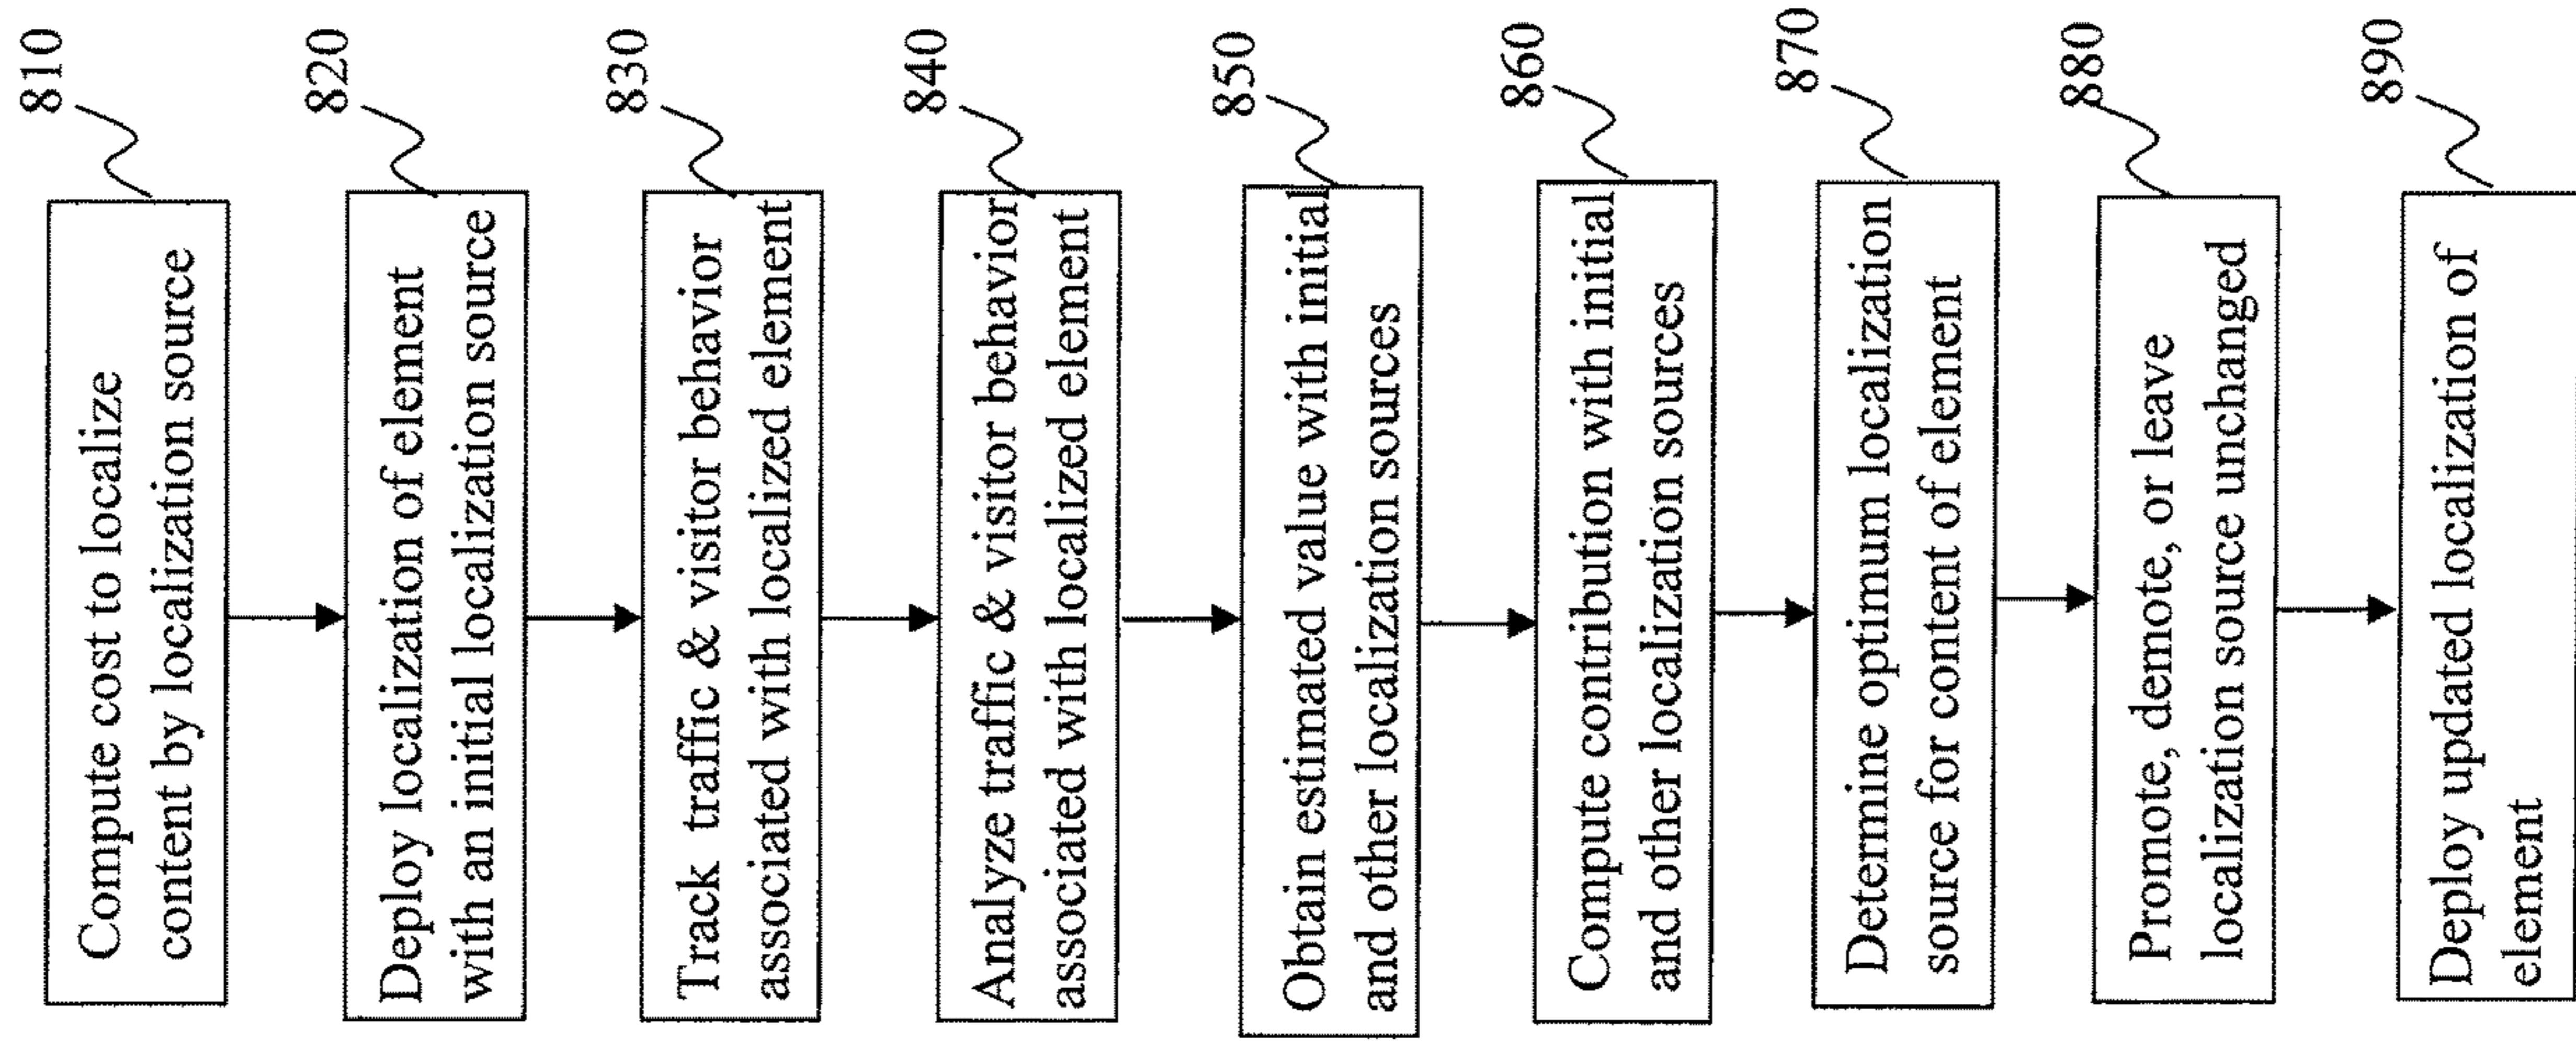 810
Compute cost to localize
content by localization source
820
Deploy localization of element
with an initial localization source
830
Track traffic & visitor behavior
associated with localized element
840
Analyze traffic & visitor behavior
associated with localized element
850
Obtain estimated value with initial
and other localization sources
860
Compute contribution with initial
and other localization sources
870
Determine optimum localization
source for content of element
880
Promote, demote, or leave
localization source unchanged
890
Deploy updated localization of
element